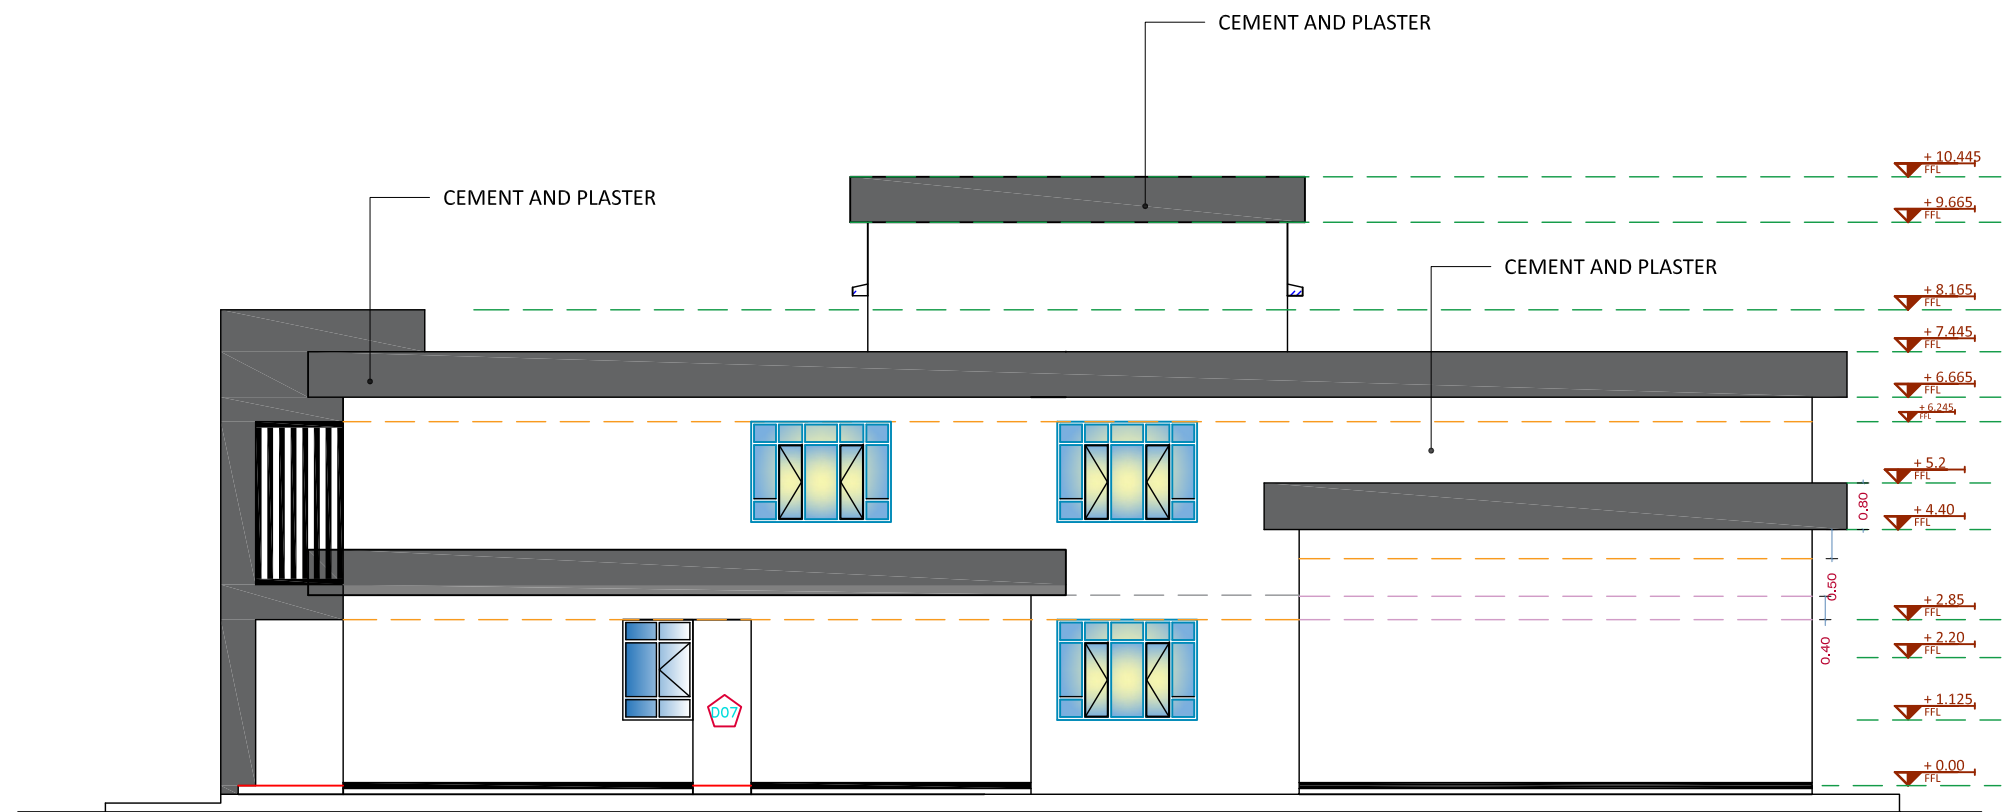 CEMENT AND PLASTER
+ 10.445
FFL
CEMENT AND PLASTER
+ 9.665
FFL
CEMENT AND PLASTER
+ 8.165
FFL
+ 7.445
FFL
+ 6.665
FFL
+ 6.245
FFL
+ 5.2
FFL
0.80
+ 4.40
FFL
0.50
+ 2.85
FFL
0.40
+ 2.20
FFL
D07
+ 1.125
FFL
+ 0.00
FFL